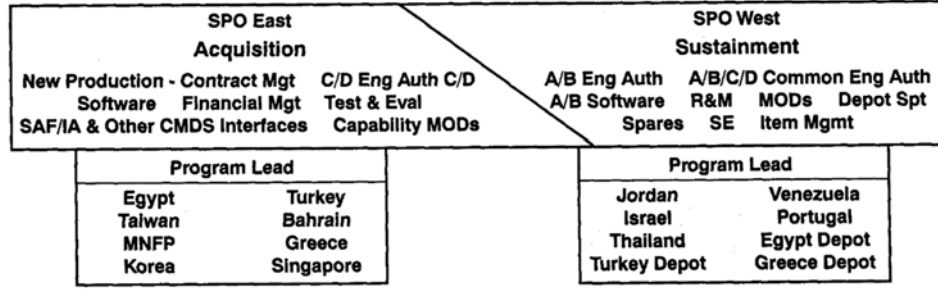 SPO East
Acquisition
New Production - Contract Mgt C/D Eng Auth C/D
Software Financial Mgt Test & Eval
SAF/IA & Other CMDS Interfaces Capability MODs
SPO West
Sustainment
A/B Eng Auth A/B/C/D Common Eng Auth
A/B Software R&M MODs Depot Spt
Spares SE Item Mgmt
Program Lead
Egypt Turkey
Taiwan Bahrain
MNFP Greece
Korea Singapore
Program Lead
Jordan Venezuela
Israel Portugal
Thailand Egypt Depot
Turkey Depot Greece Depot